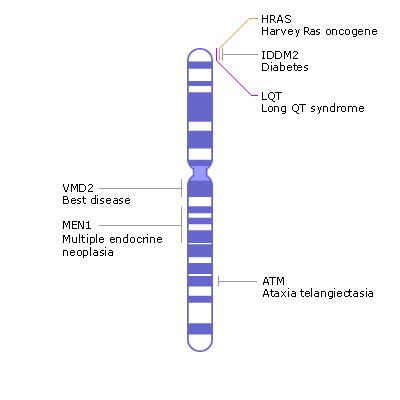 HRAS
Harvey Ras oncogene
IDDM2
Diabetes
LQT
Long QT syndrome
VMD2
Best disease
MEN1
Multiple endocrine
neoplasia
ATM
Ataxia telangiectasia